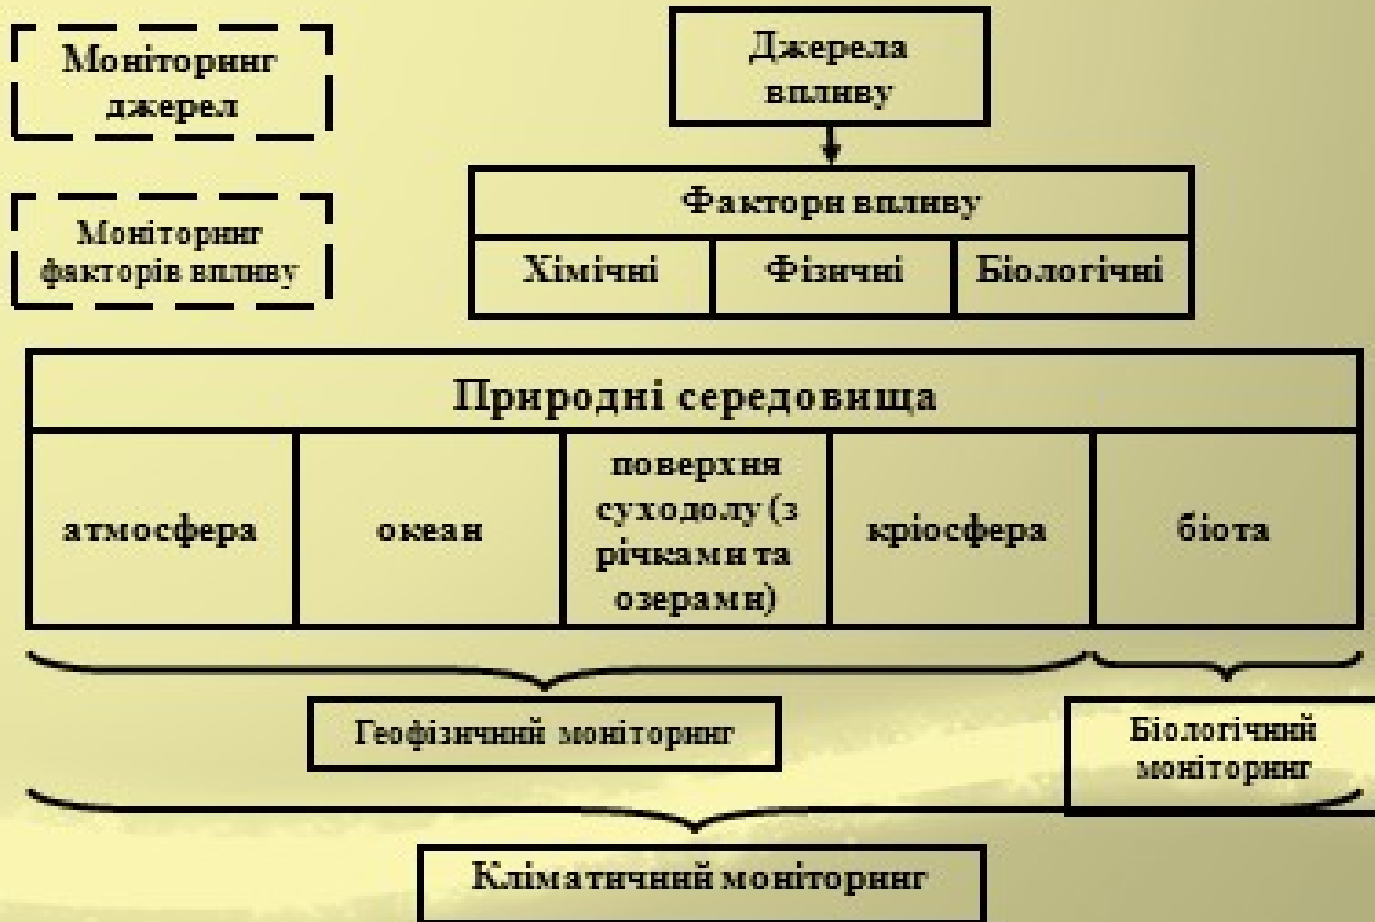 Моніторинг
джерел
Джерела
впливу
Моніторинг
факторів впливу
Фактори впливу
Хімічні
Фізичні
Біологічні
Природні середовища
атмосфера
океан
поверхня
суходолу (з
річками та
озерами)
кріосфера
біота
Геофізичний моніторинг
Біологічний
моніторинг
Кліматичний моніторинг